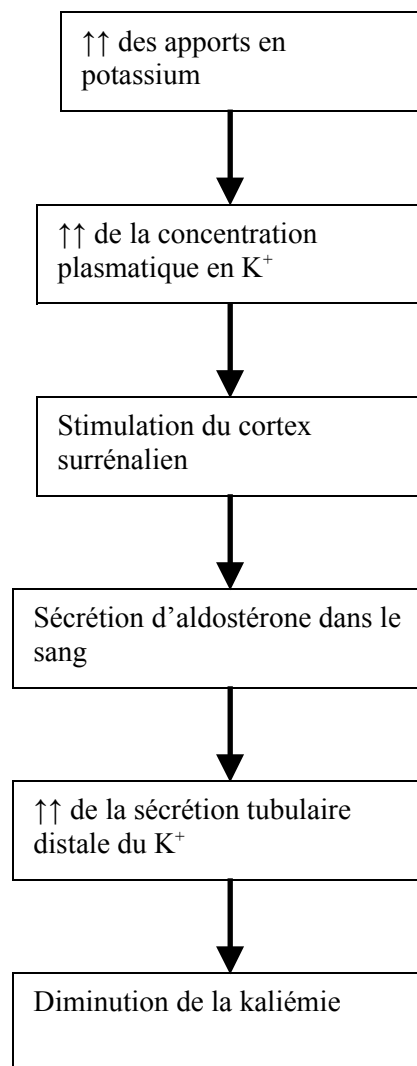 ↑↑ des apports en
potassium
↑↑ de la concentration
plasmatique en K⁺
Stimulation du cortex
surrénalien
Sécrétion d’aldostérone dans le
sang
↑↑ de la sécrétion tubulaire
distale du K⁺
Diminution de la kaliémie